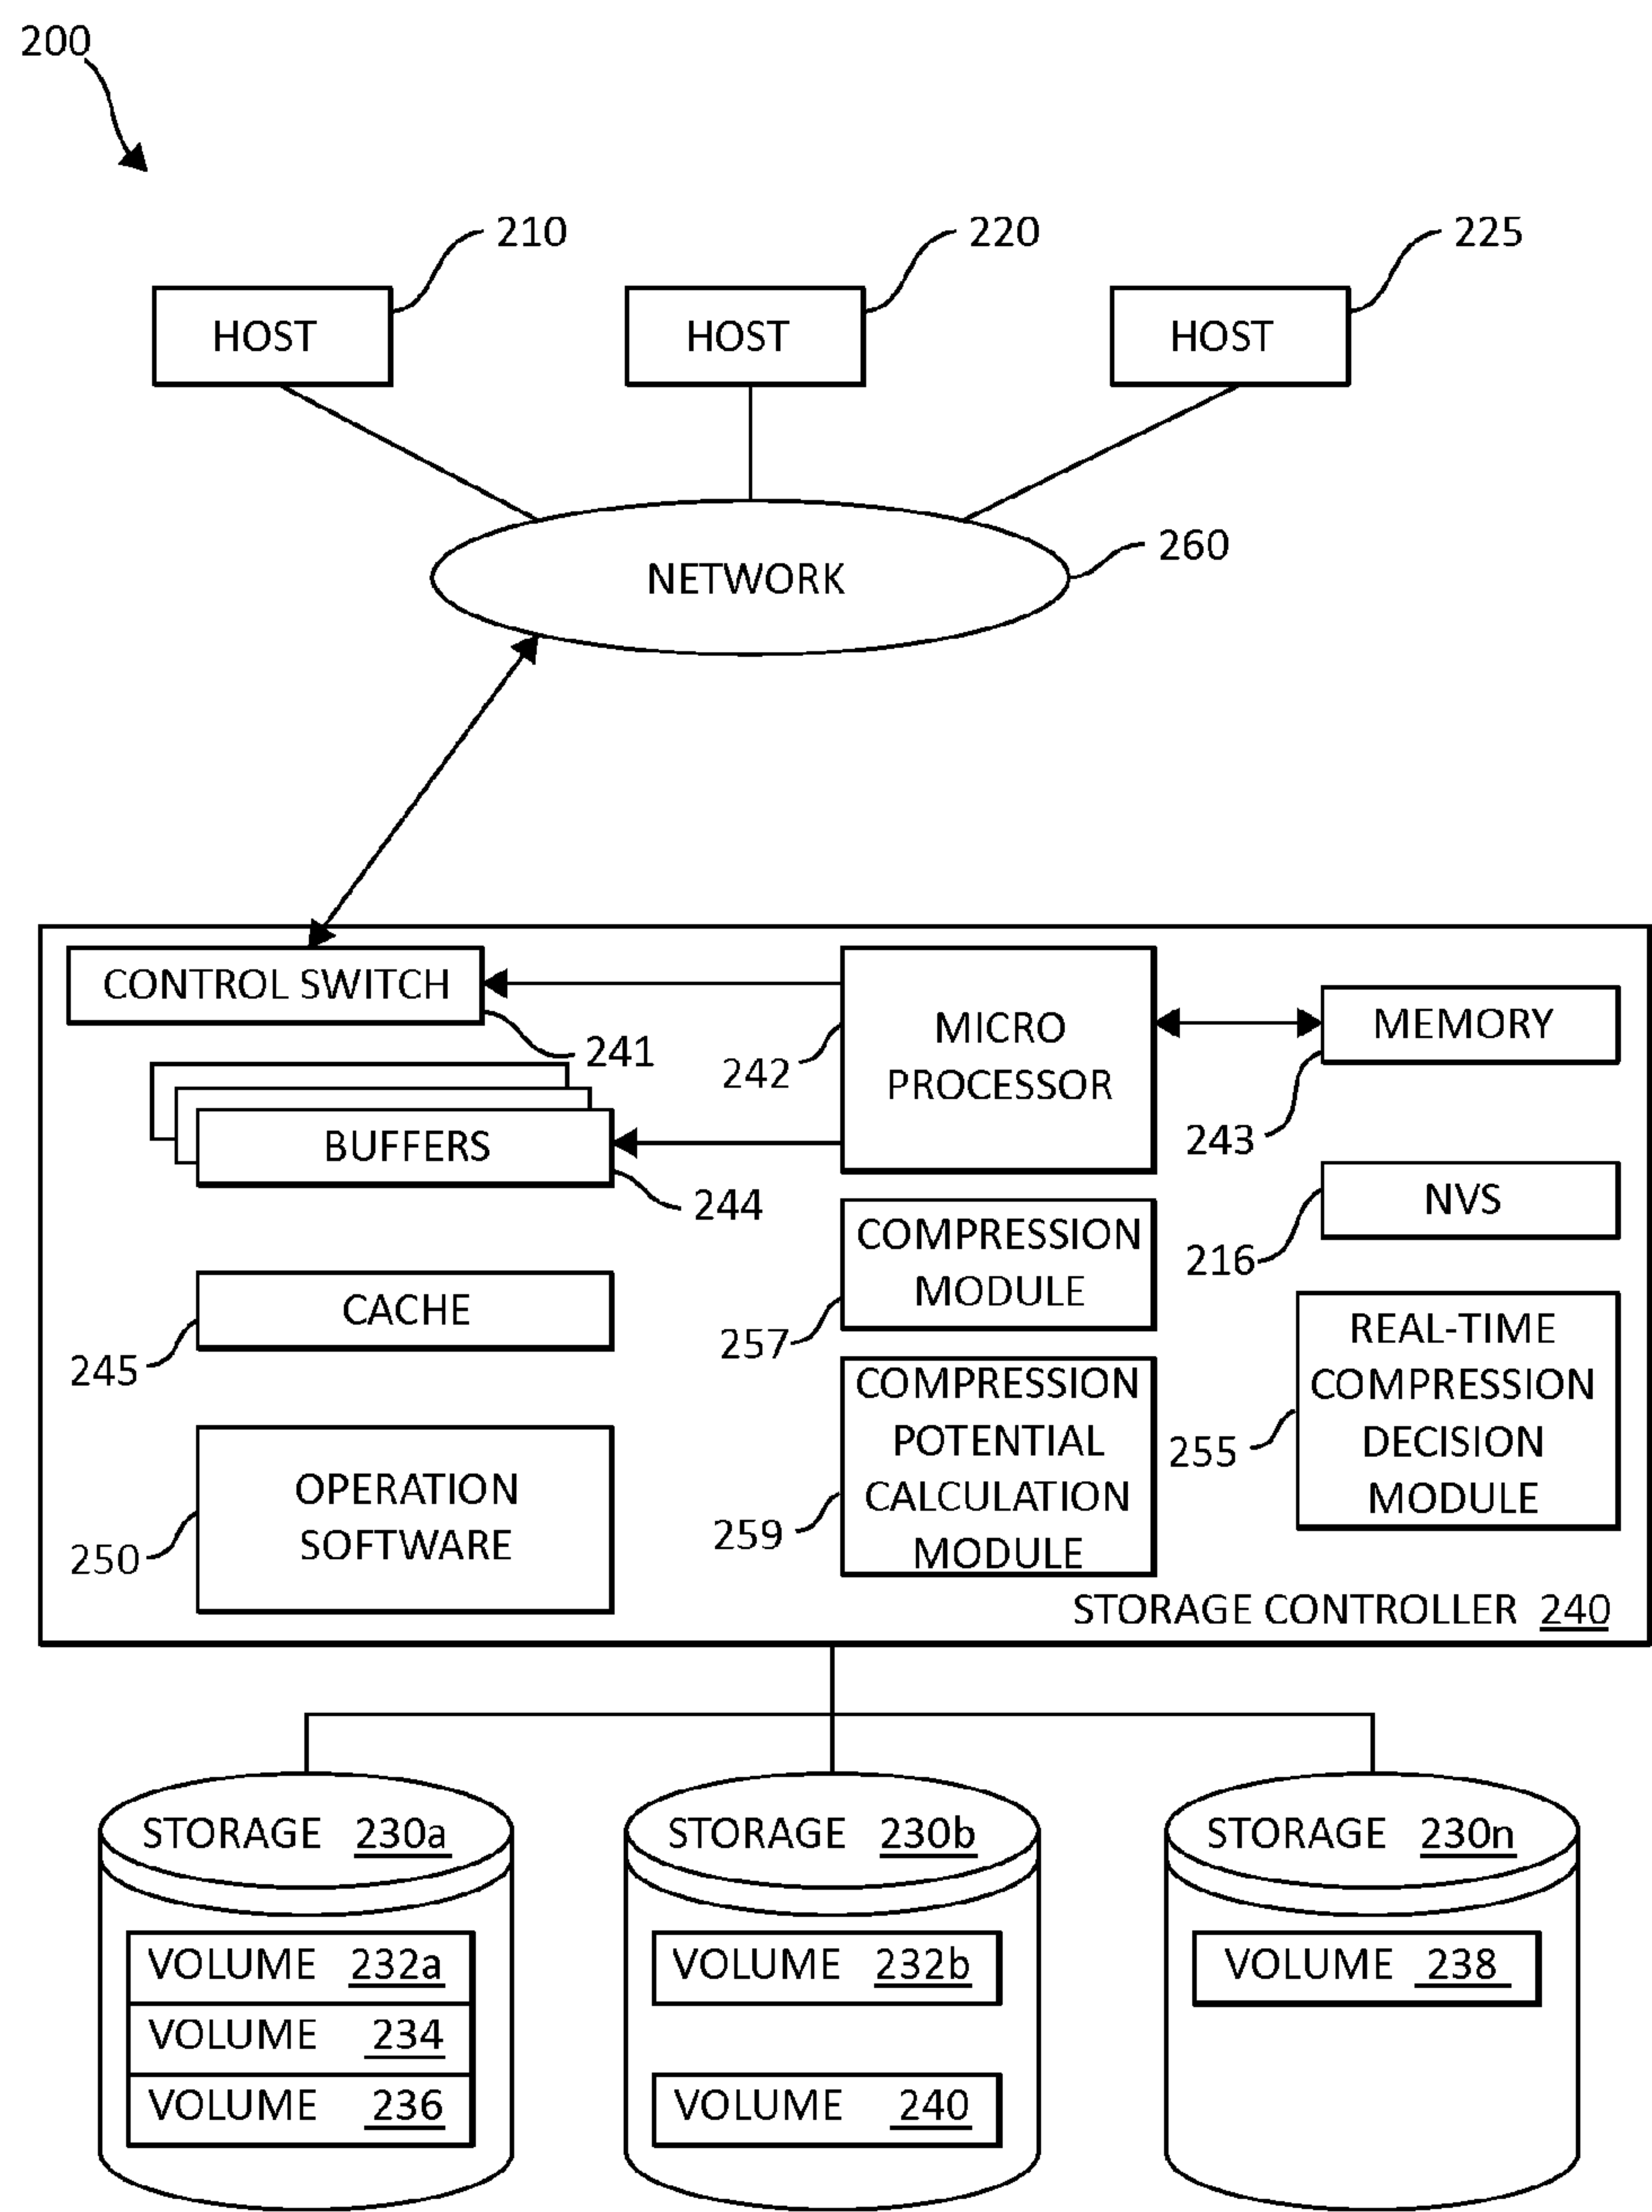 200
210
220
225
HOST
HOST
HOST
260
NETWORK
CONTROL SWITCH
241
MICRO
PROCESSOR
242
MEMORY
243
BUFFERS
244
NVS
216
COMPRESSION
MODULE
257
CACHE
245
REAL-TIME
COMPRESSION
DECISION
MODULE
255
COMPRESSION
POTENTIAL
CALCULATION
MODULE
259
OPERATION
SOFTWARE
250
STORAGE CONTROLLER 240
STORAGE 230a
VOLUME 232a
VOLUME 234
VOLUME 236
STORAGE 230b
VOLUME 232b
VOLUME 240
STORAGE 230n
VOLUME 238